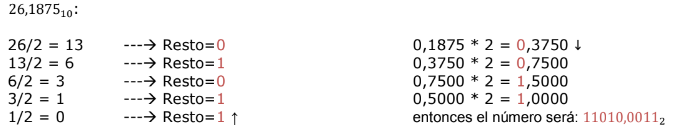 26,1875₁₀:
26/2 = 13 ---→ Resto=0 0,1875 * 2 = 0,3750 ↓
13/2 = 6 ---→ Resto=1 0,3750 * 2 = 0,7500
6/2 = 3 ---→ Resto=0 0,7500 * 2 = 1,5000
3/2 = 1 ---→ Resto=1 0,5000 * 2 = 1,0000
1/2 = 0 ---→ Resto=1 ↑ entonces el número será: 11010,0011₂